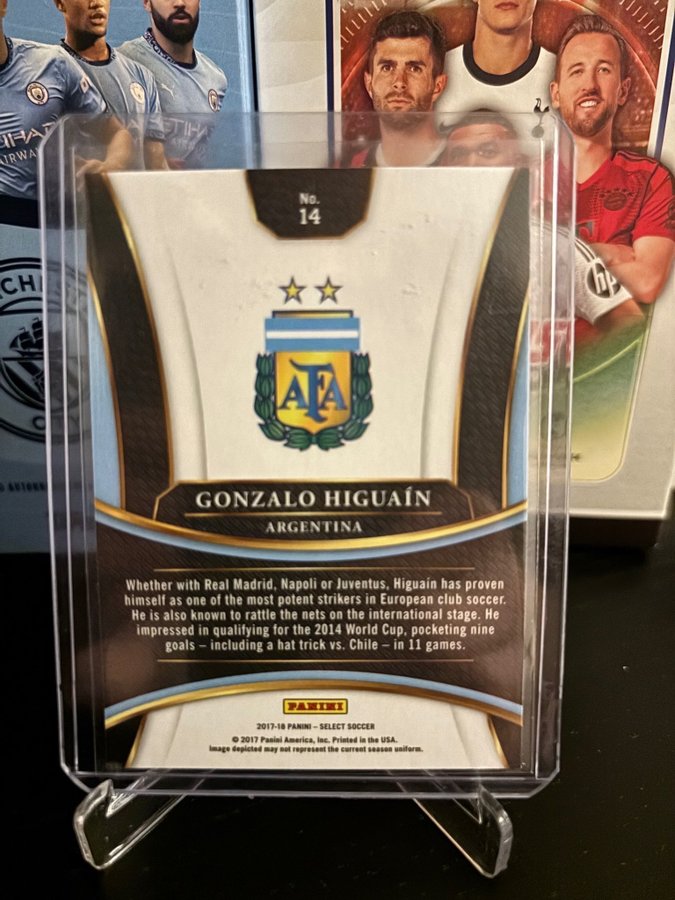 No.
14
AFA
GONZALO HIGUAÍN
ARGENTINA
Whether with Real Madrid, Napoli or Juventus, Higuaín has proven
himself as one of the most potent strikers in European club soccer.
He is also known to rattle the nets on the international stage. He
impressed in qualifying for the 2014 World Cup, pocketing nine
goals – including a hat trick vs. Chile – in 11 games.
PANINI
2017-18 PANINI – SELECT SOCCER
© 2017 Panini America, Inc. Printed in the USA.
Image depicted may not represent the current season uniform.
hp